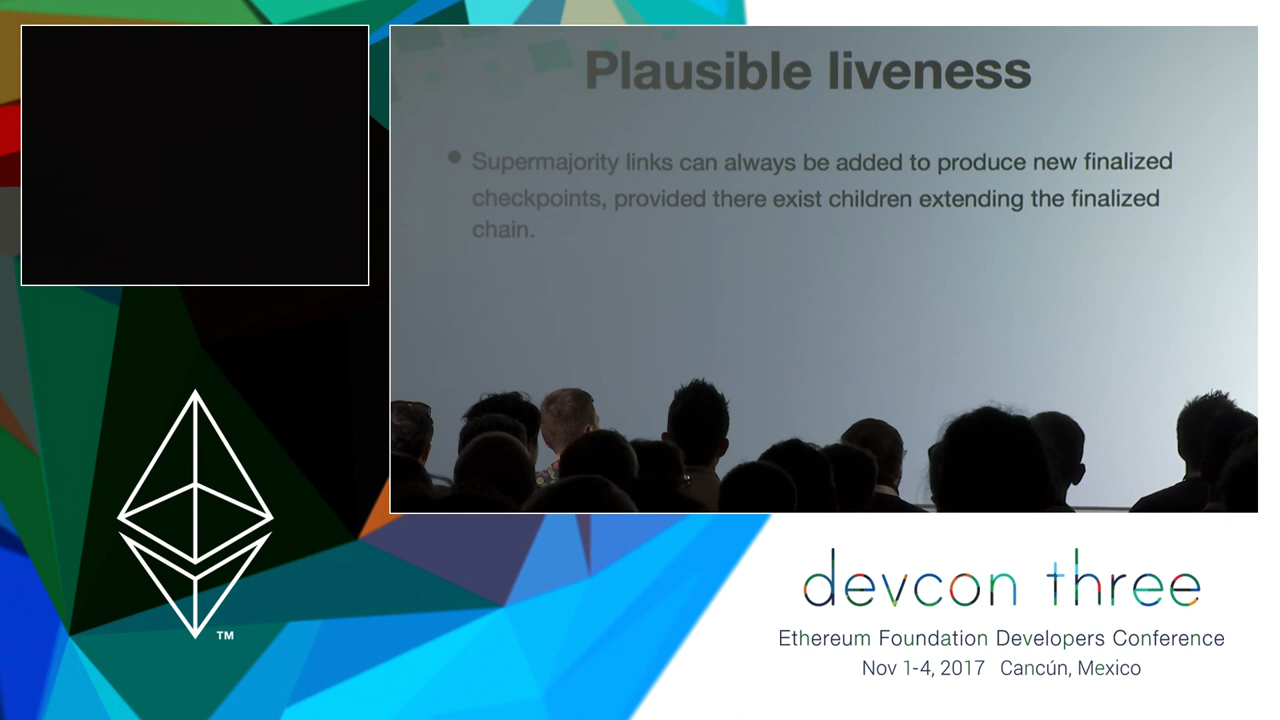 Plausible liveness
Supermajority links can always be added to produce new finalized
checkpoints, provided there exist children extending the finalized
chain.
TM
devcon three
Ethereum Foundation Developers Conference
Nov 1-4, 2017 Cancún, Mexico